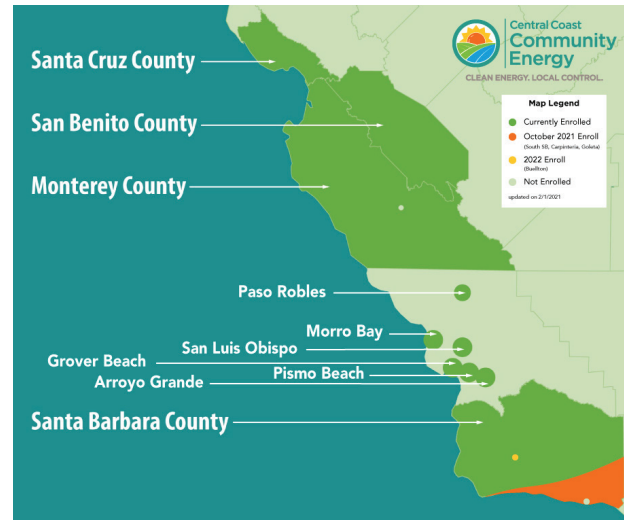 Central Coast
Community
Energy
CLEAN ENERGY. LOCAL CONTROL.
Santa Cruz County
San Benito County
Monterey County
Map Legend
Currently Enrolled
October 2021 Enroll
(South SB, Carpinteria, Goleta)
2022 Enroll
(Buellton)
Not Enrolled
updated on 2/1/2021
Paso Robles
Morro Bay
San Luis Obispo
Grover Beach
Pismo Beach
Arroyo Grande
Santa Barbara County